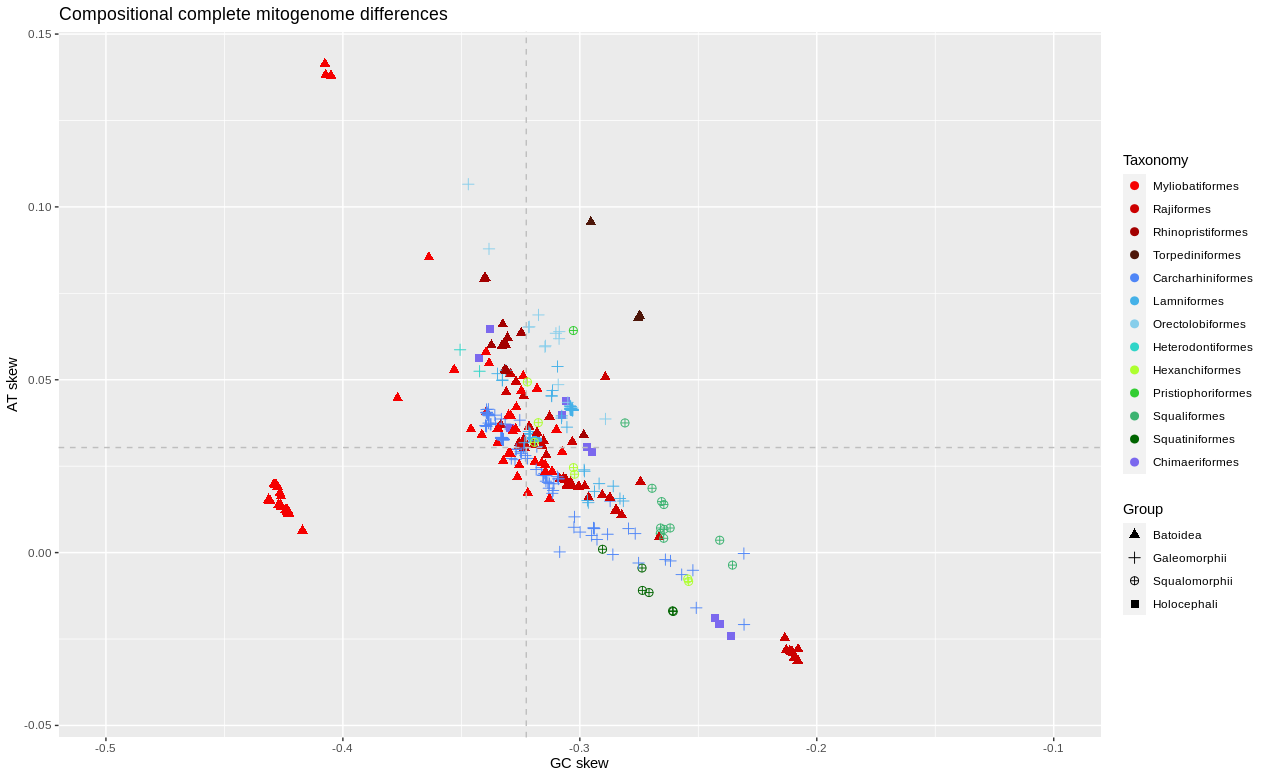 Compositional complete mitogenome differences
AT skew
0.15
0.10
0.05
0.00
-0.05
-0.5
-0.4
-0.3
-0.2
-0.1
GC skew
Taxonomy
Myliobatiformes
Rajiformes
Rhinopristiformes
Torpediniformes
Carcharhiniformes
Lamniformes
Orectolobiformes
Heterodontiformes
Hexanchiformes
Pristiophoriformes
Squaliformes
Squatiniformes
Chimaeriformes
Group
Batoidea
Galeomorphii
Squalomorphii
Holocephali